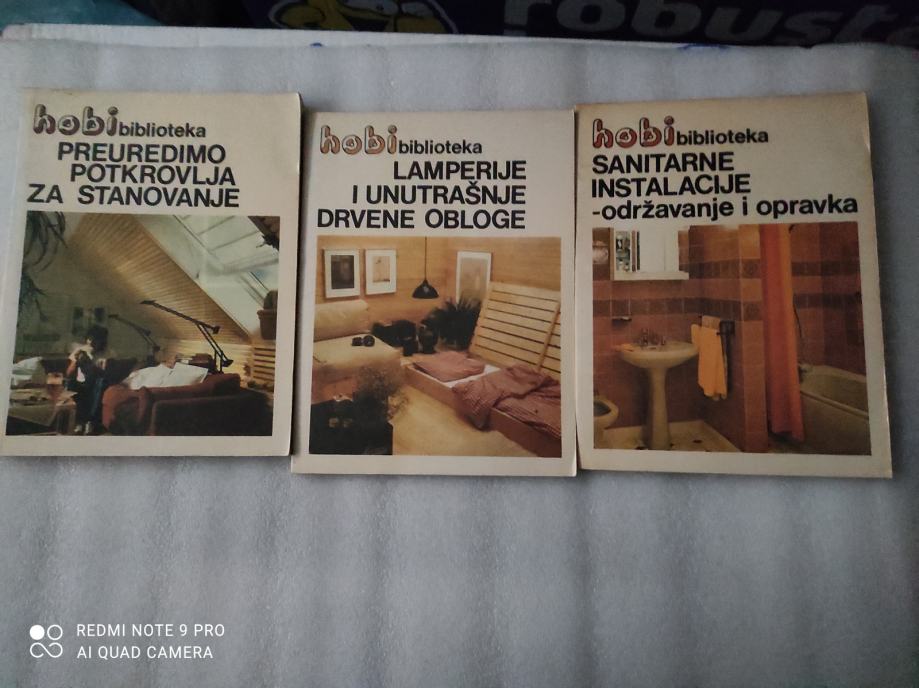 robusta
hobi biblioteka
PREUREDIMO
POTKROVLJA
ZA STANOVANJE
hobi biblioteka
LAMPERIJE
I UNUTRAŠNJE
DRVENE OBLOGE
hobi biblioteka
SANITARNE
INSTALACIJE
-održavanje i opravka
REDMI NOTE 9 PRO
AI QUAD CAMERA